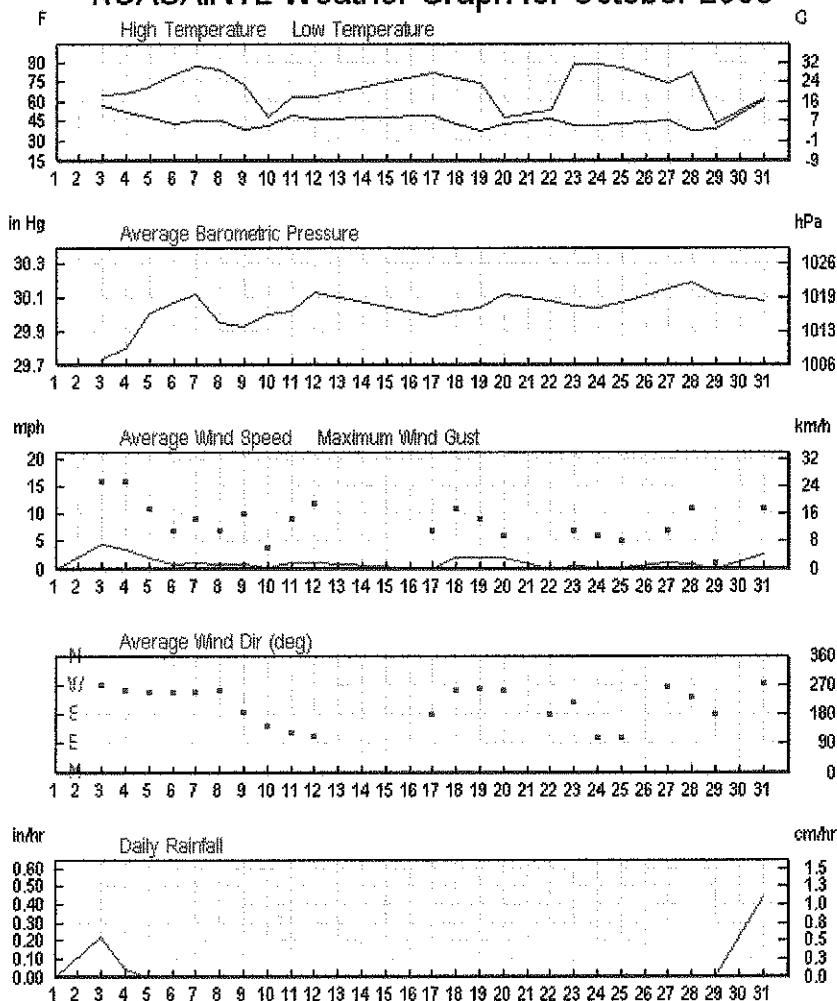 Weather Graph for October
F High Temperature Low Temperature C
90 32
75 24
60 16
45 7
30 -1
15 -9
1 2 3 4 5 6 7 8 9 10 11 12 13 14 15 16 17 18 19 20 21 22 23 24 25 26 27 28 29 30 31
in Hg Average Barometric Pressure hPa
30.3 1026
30.1 1019
29.9 1013
29.7 1006
1 2 3 4 5 6 7 8 9 10 11 12 13 14 15 16 17 18 19 20 21 22 23 24 25 26 27 28 29 30 31
mph Average Wind Speed Maximum Wind Gust km/h
20 32
15 24
10 16
5 8
0 0
1 2 3 4 5 6 7 8 9 10 11 12 13 14 15 16 17 18 19 20 21 22 23 24 25 26 27 28 29 30 31
Average Wind Dir (deg)
N 360
W 270
S 180
E 90
N 0
1 2 3 4 5 6 7 8 9 10 11 12 13 14 15 16 17 18 19 20 21 22 23 24 25 26 27 28 29 30 31
in/hr Daily Rainfall cm/hr
0.60 1.5
0.50 1.3
0.40 1.0
0.30 0.8
0.20 0.5
0.10 0.3
0.00 0.0
1 2 3 4 5 6 7 8 9 10 11 12 13 14 15 16 17 18 19 20 21 22 23 24 25 26 27 28 29 30 31